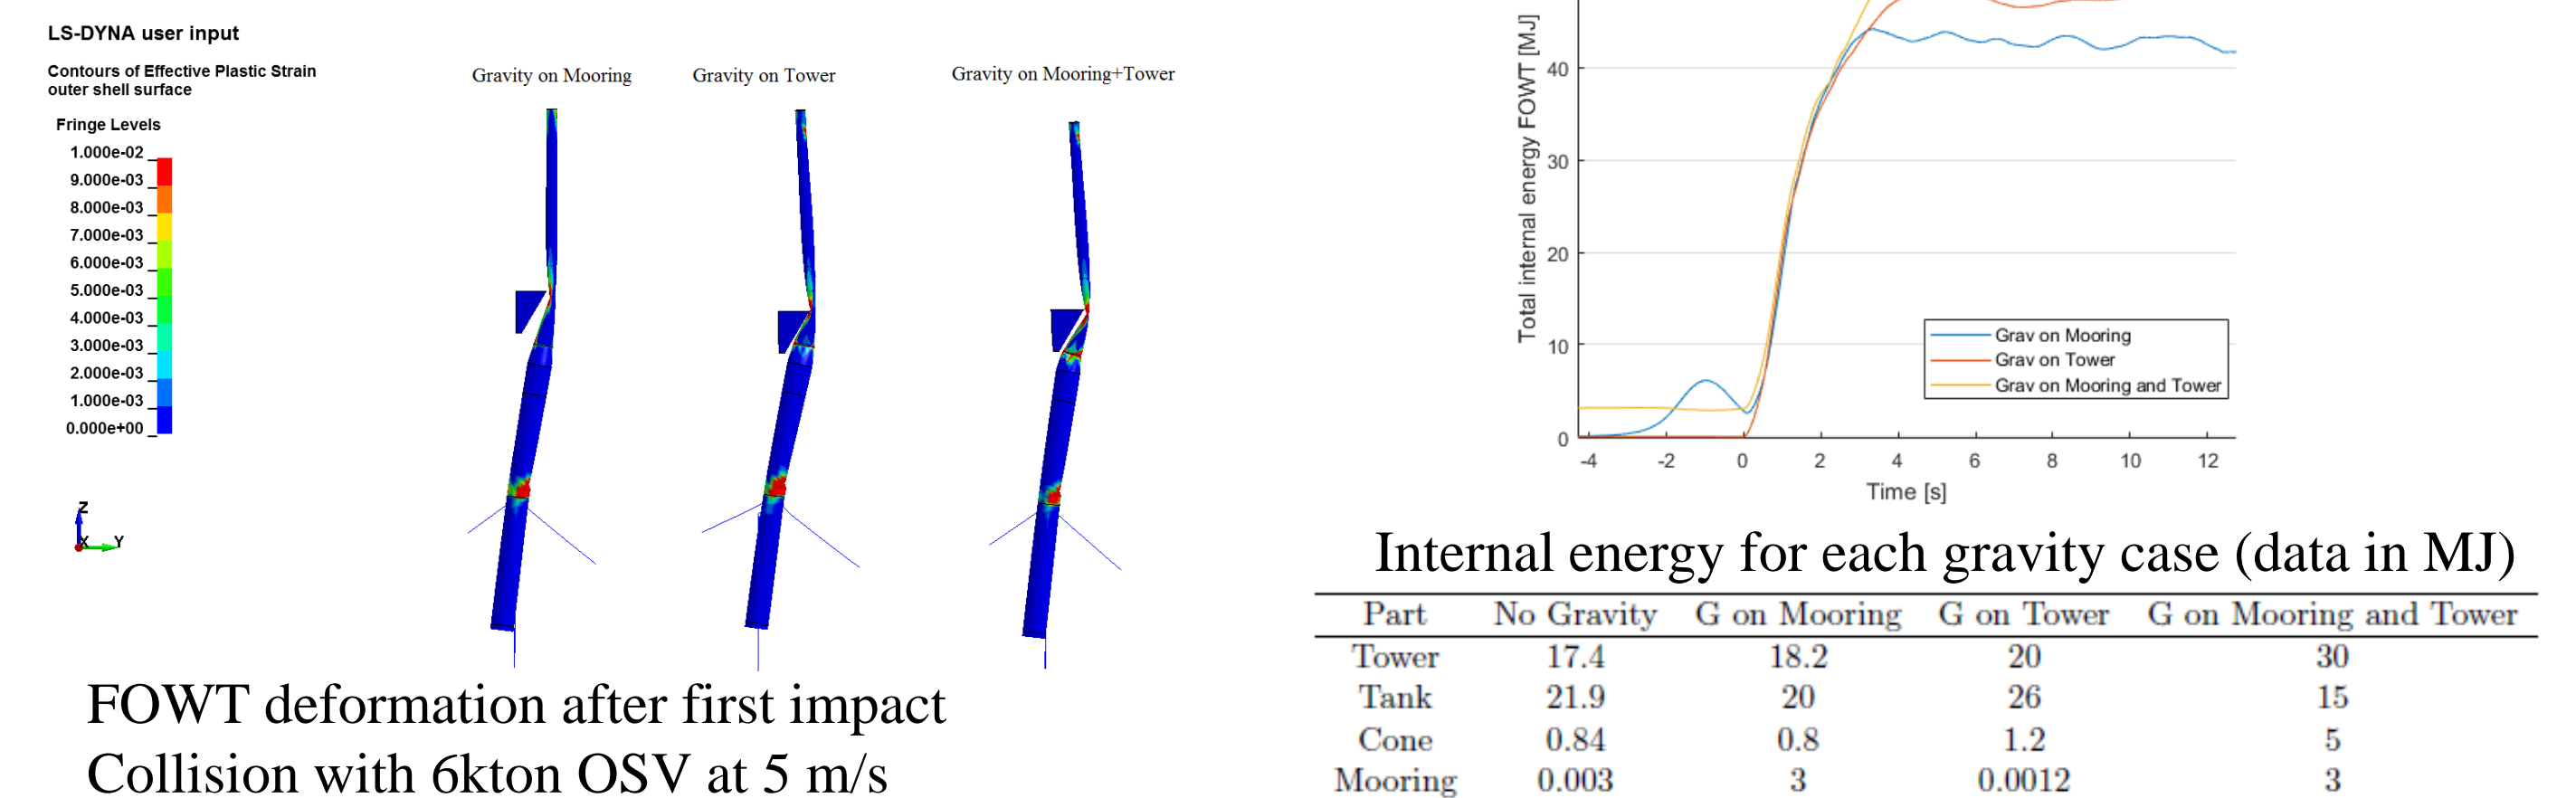 LS-DYNA user input
Contours of Effective Plastic Strain
outer shell surface
Fringe Levels
1.000e-02
9.000e-03
8.000e-03
7.000e-03
6.000e-03
5.000e-03
4.000e-03
3.000e-03
2.000e-03
1.000e-03
0.000e+00
Z
X Y
Gravity on Mooring
Gravity on Tower
Gravity on Mooring+Tower
FOWT deformation after first impact
Collision with 6kton OSV at 5 m/s
Total internal energy FOWT [MJ]
40
30
20
10
0
-4 -2 0 2 4 6 8 10 12
Time [s]
Grav on Mooring
Grav on Tower
Grav on Mooring and Tower
Internal energy for each gravity case (data in MJ)
Part No Gravity G on Mooring G on Tower G on Mooring and Tower
Tower 17.4 18.2 20 30
Tank 21.9 20 26 15
Cone 0.84 0.8 1.2 5
Mooring 0.003 3 0.0012 3